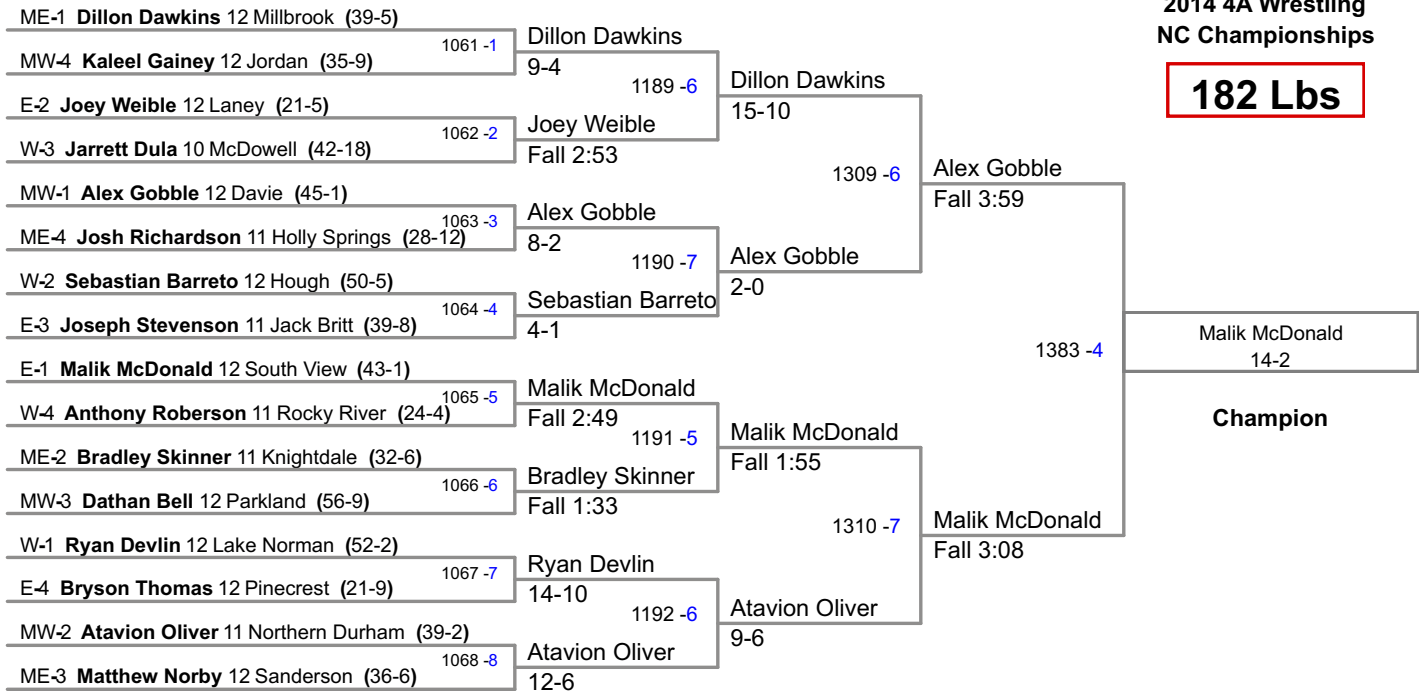 2014 4A Wrestling
NC Championships
182 Lbs
ME-1 Dillon Dawkins 12 Millbrook (39-5)
MW-4 Kaleel Gainey 12 Jordan (35-9)
E-2 Joey Weible 12 Laney (21-5)
W-3 Jarrett Dula 10 McDowell (42-18)
MW-1 Alex Gobble 12 Davie (45-1)
ME-4 Josh Richardson 11 Holly Springs (28-12)
W-2 Sebastian Barreto 12 Hough (50-5)
E-3 Joseph Stevenson 11 Jack Britt (39-8)
E-1 Malik McDonald 12 South View (43-1)
W-4 Anthony Roberson 11 Rocky River (24-4)
ME-2 Bradley Skinner 11 Knightdale (32-6)
MW-3 Dathan Bell 12 Parkland (56-9)
W-1 Ryan Devlin 12 Lake Norman (52-2)
E-4 Bryson Thomas 12 Pinecrest (21-9)
MW-2 Atavion Oliver 11 Northern Durham (39-2)
ME-3 Matthew Norby 12 Sanderson (36-6)
1061 -1
1062 -2
1063 -3
1064 -4
1065 -5
1066 -6
1067 -7
1068 -8
Dillon Dawkins
9-4
Joey Weible
Fall 2:53
Alex Gobble
8-2
Sebastian Barreto
4-1
Malik McDonald
Fall 2:49
Bradley Skinner
Fall 1:33
Ryan Devlin
14-10
Atavion Oliver
12-6
1189 -6
1190 -7
1191 -5
1192 -6
Dillon Dawkins
15-10
Alex Gobble
2-0
Malik McDonald
Fall 1:55
Atavion Oliver
9-6
1309 -6
1310 -7
Alex Gobble
Fall 3:59
Malik McDonald
Fall 3:08
1383 -4
Malik McDonald
14-2
Champion